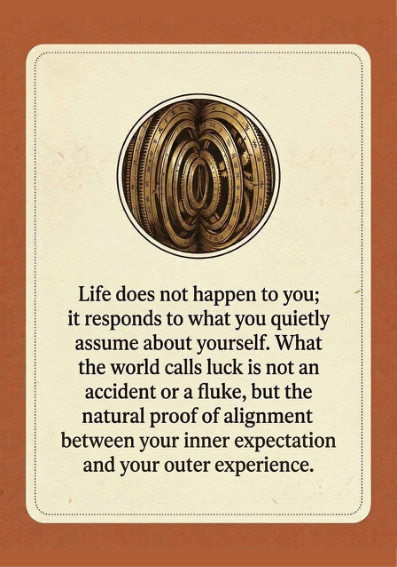 Life does not happen to you;
it responds to what you quietly
assume about yourself. What
the world calls luck is not an
accident or a fluke, but the
natural proof of alignment
between your inner expectation
and your outer experience.